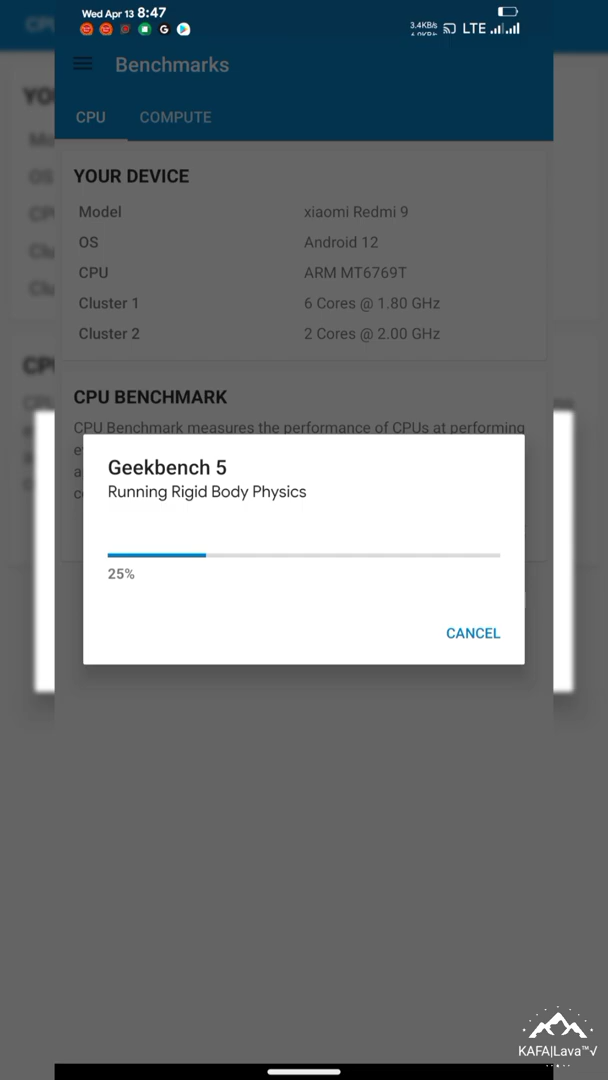 Wed Apr 13 8:47
3.4KB/s
LTE
Benchmarks
CPU
COMPUTE
YOUR DEVICE
Model xiaomi Redmi 9
OS Android 12
CPU ARM MT6769T
Cluster 1 6 Cores @ 1.80 GHz
Cluster 2 2 Cores @ 2.00 GHz
CPU BENCHMARK
CPU Benchmark measures the performance of CPUs at performing
Geekbench 5
Running Rigid Body Physics
25%
CANCEL
KAFA|Lava™√